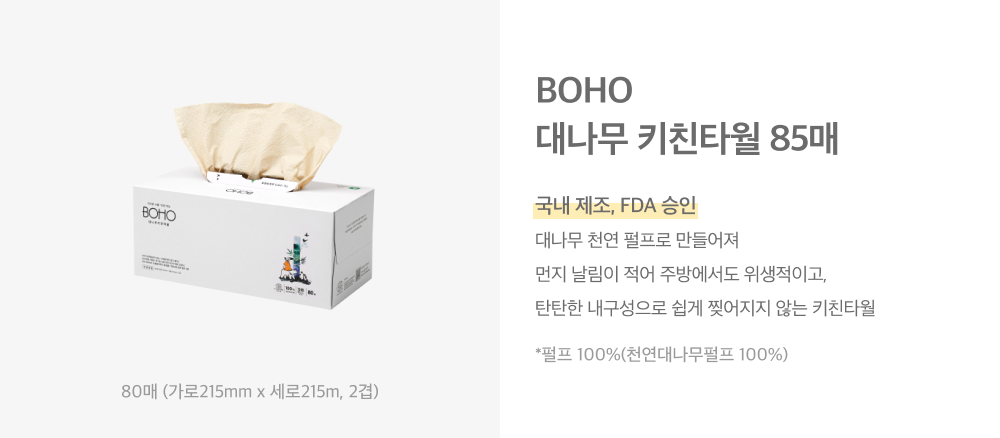 BOHO
대나무 키친타월 85매
국내 제조, FDA 승인
대나무 천연 펄프로 만들어져
먼지 날림이 적어 주방에서도 위생적이고,
탄탄한 내구성으로 쉽게 찢어지지 않는 키친타월
*펄프 100%(천연대나무펄프 100%)
BOHO
BOHO
80매 (가로215mm x 세로215m, 2겹)